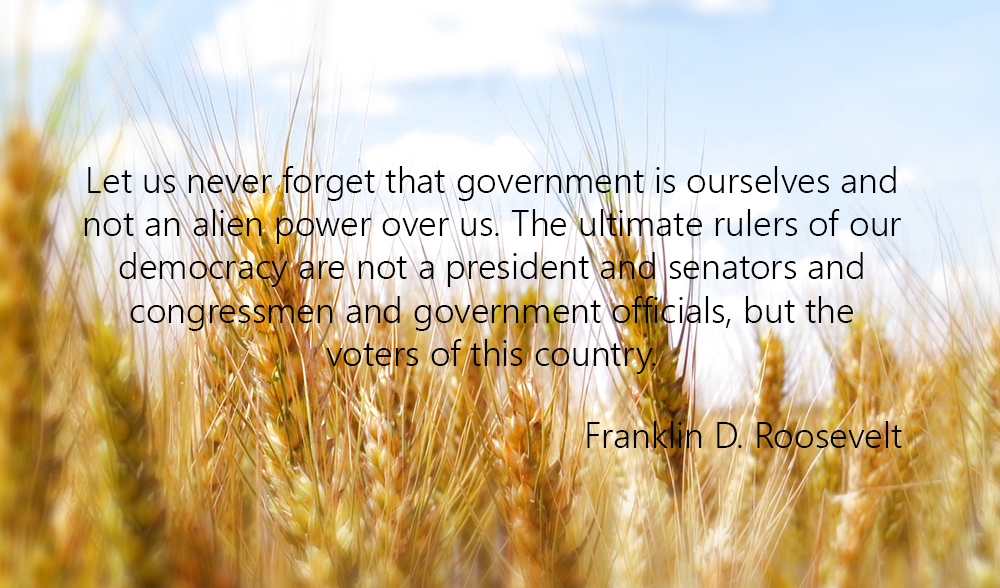 Let us never forget that government is ourselves and
not an alien power over us. The ultimate rulers of our
democracy are not a president and senators and
congressmen and government officials, but the
voters of this country.
Franklin D. Roosevelt